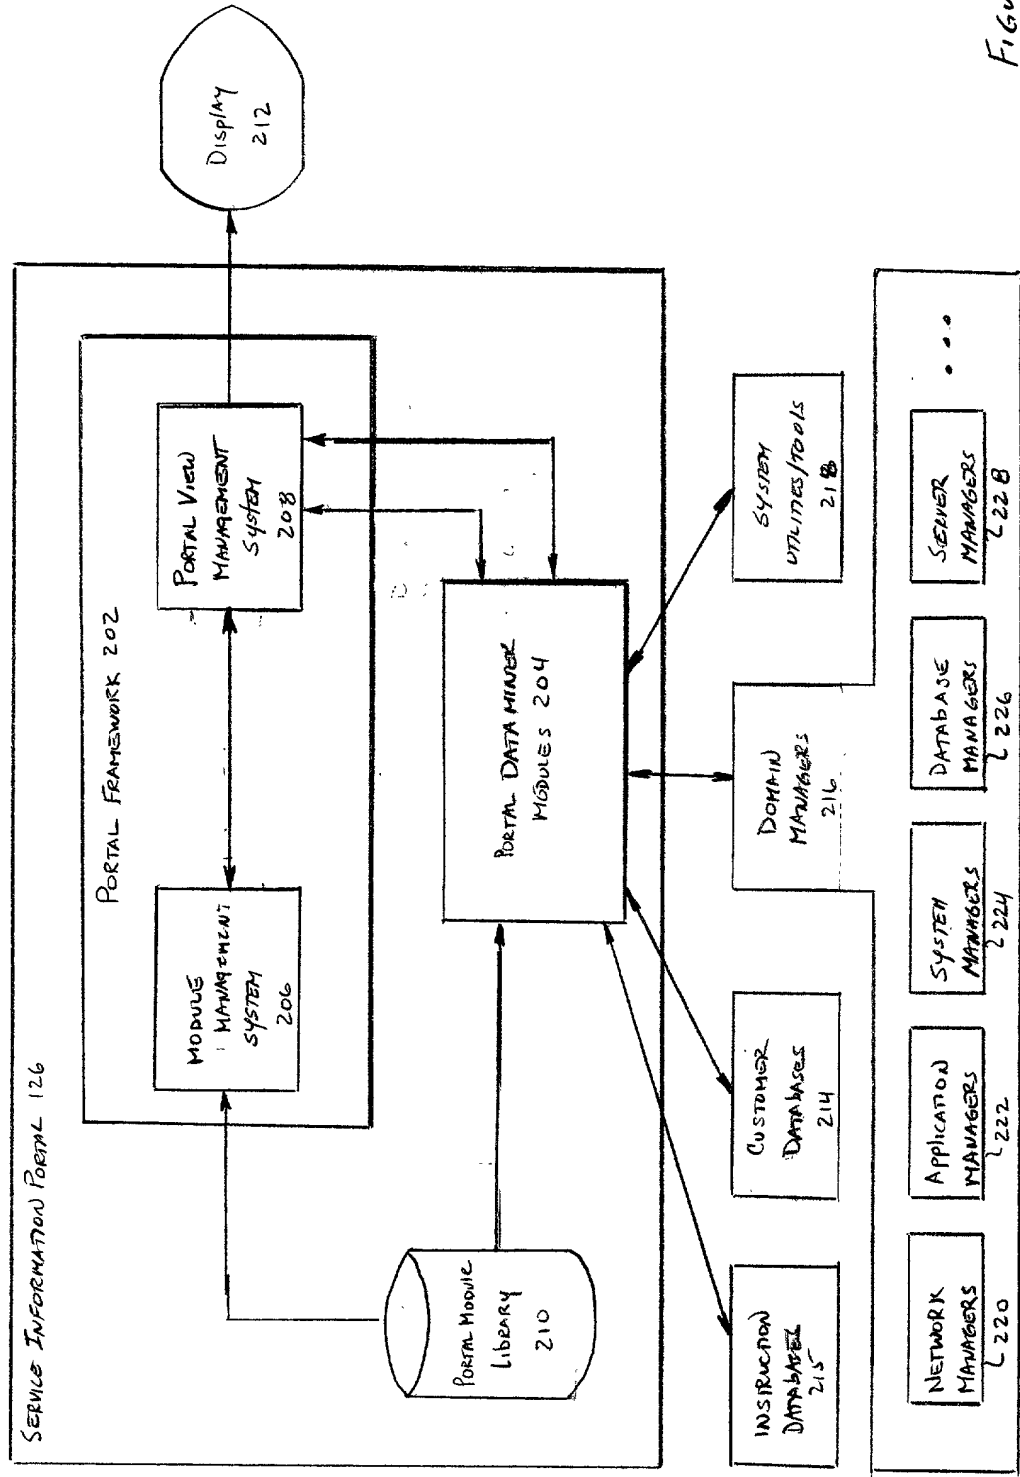 SERVICE INFORMATION PORTAL 126
PORTAL FRAMEWORK 202
MODULE
MANAGEMENT
SYSTEM
206
PORTAL VIEW
MANAGEMENT
SYSTEM
208
Display
212
PORTAL MODULE
LIBRARY
210
PORTAL DATA MINER
MODULES 204
INSTRUCTION
DATABASES
215
CUSTOMER
DATABASES
214
DOMAIN
MANAGERS
216
SYSTEM
UTILITIES/TOOLS
218
NETWORK
MANAGERS
220
APPLICATION
MANAGERS
222
SYSTEM
MANAGERS
224
DATABASE
MANAGERS
226
SERVER
MANAGERS
228
...